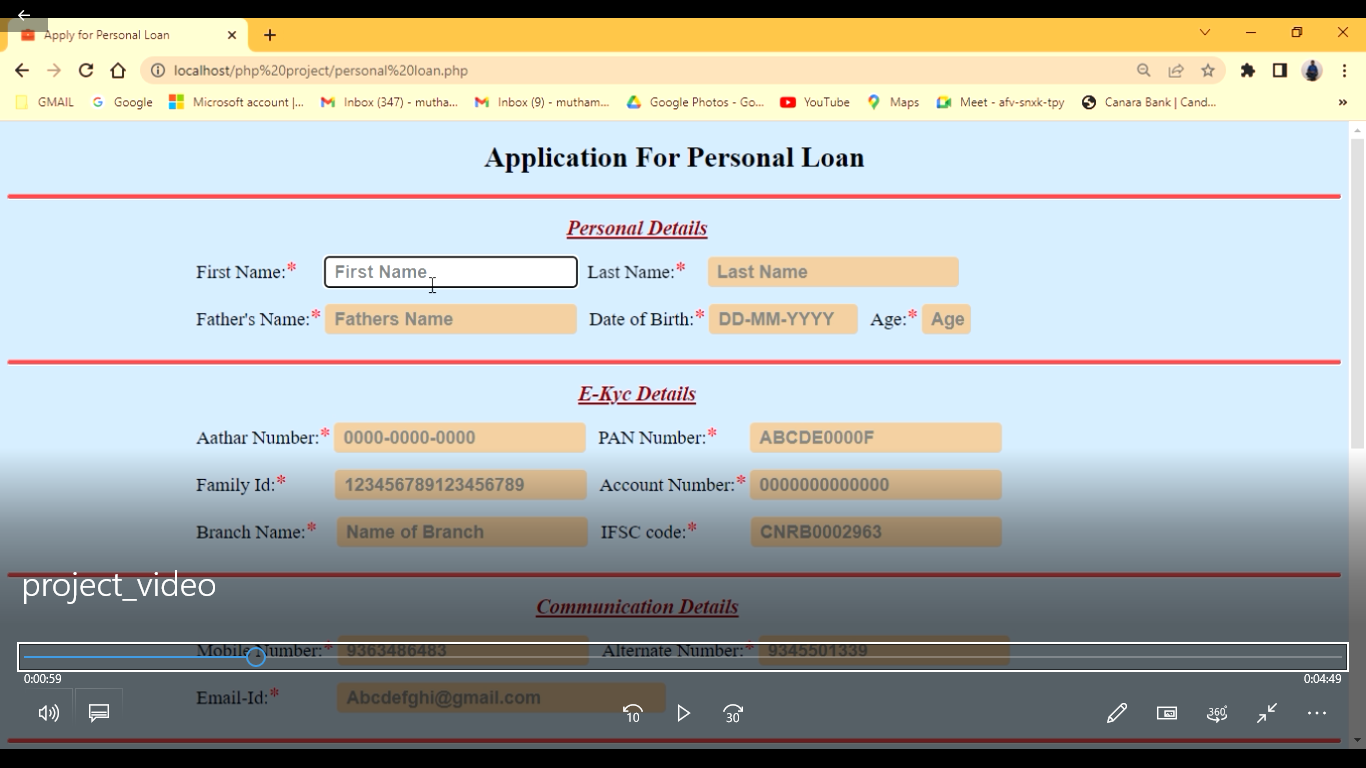 Apply for Personal Loan
localhost/php%20project/personal%20loan.php
GMAIL Google Microsoft account |... Inbox (347) - mutha... Inbox (9) - mutham... Google Photos - Go... YouTube Maps Meet - afv-snxk-tpy Canara Bank | Cand... »
Application For Personal Loan
Personal Details
First Name:* First Name Last Name:* Last Name
Father's Name:* Fathers Name Date of Birth:* DD-MM-YYYY Age:* Age
E-Kyc Details
Aathar Number:* 0000-0000-0000 PAN Number:* ABCDE0000F
Family Id:* 123456789123456789 Account Number:* 0000000000000
Branch Name:* Name of Branch IFSC code:* CNRB0002963
project_video
Communication Details
Mobile Number:* 9363486483 Alternate Number:* 9345501339
0:00:59 0:04:49
Email-Id:* Abcdefghi@gmail.com
10 30 360°